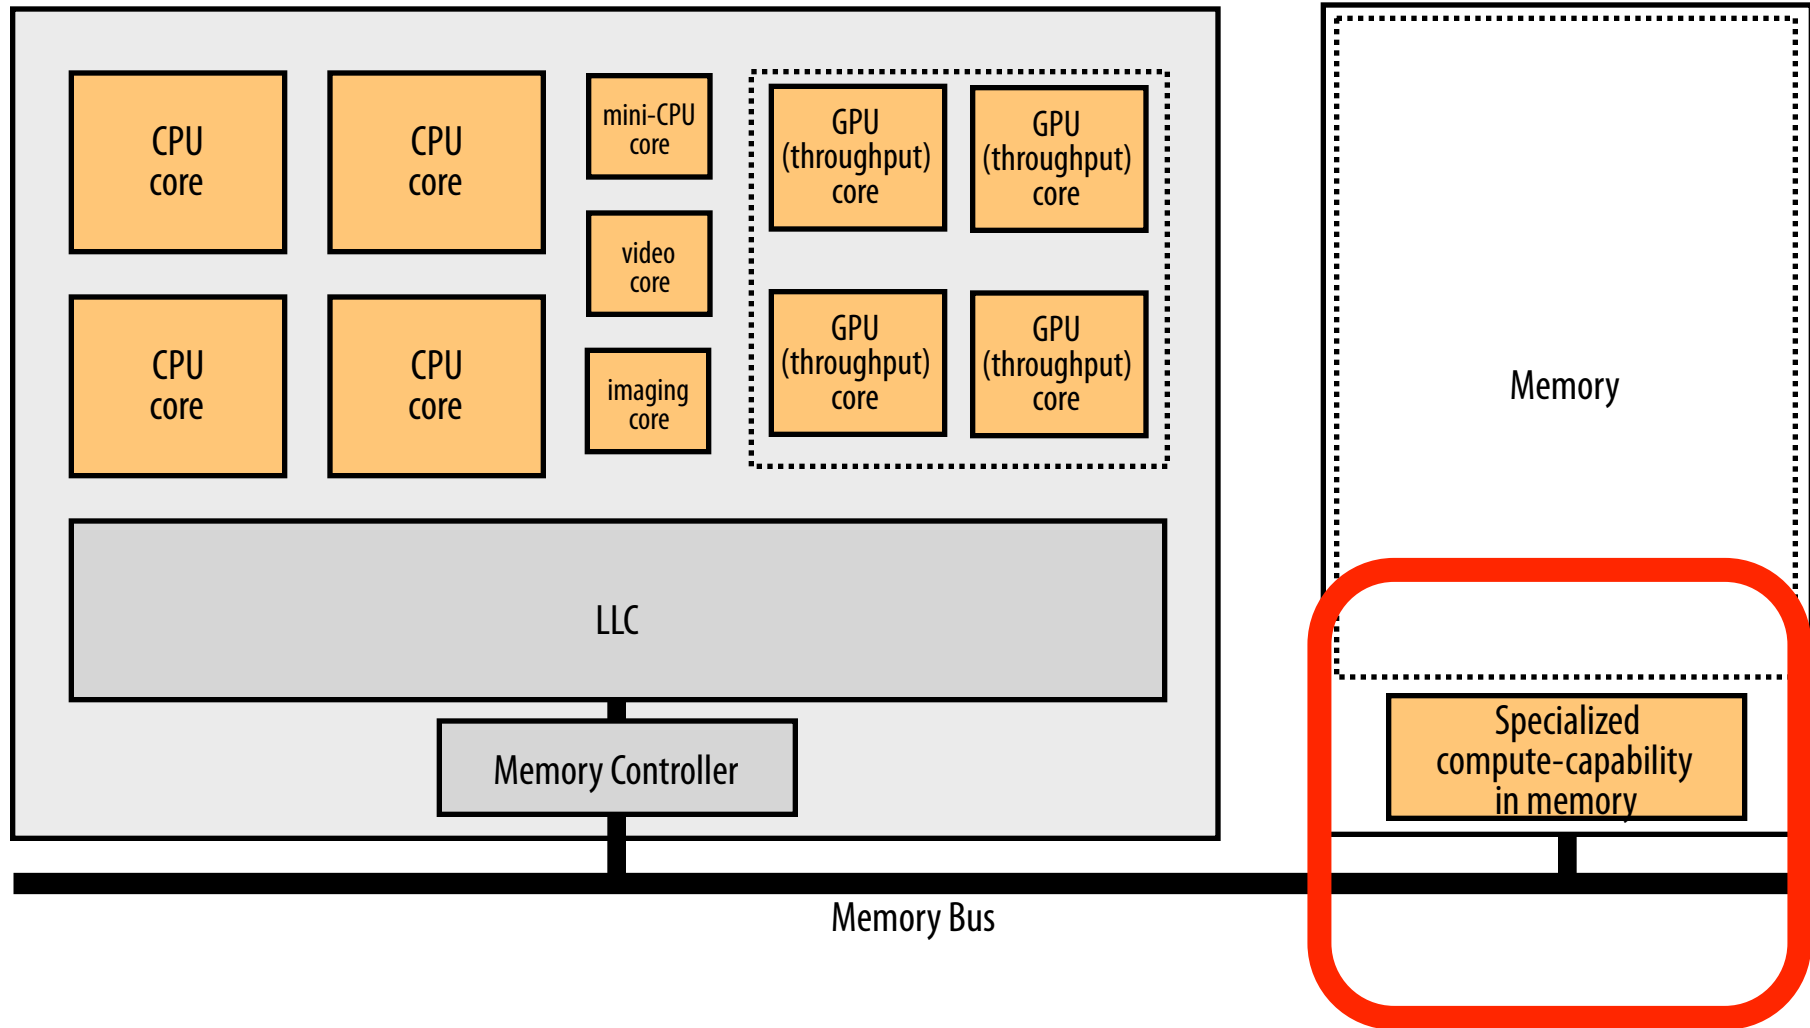 CPU
core
CPU
core
mini-CPU
core
GPU
(throughput)
core
GPU
(throughput)
core
video
core
CPU
core
CPU
core
imaging
core
GPU
(throughput)
core
GPU
(throughput)
core
Memory
LLC
Memory Controller
Specialized
compute-capability
in memory
Memory Bus